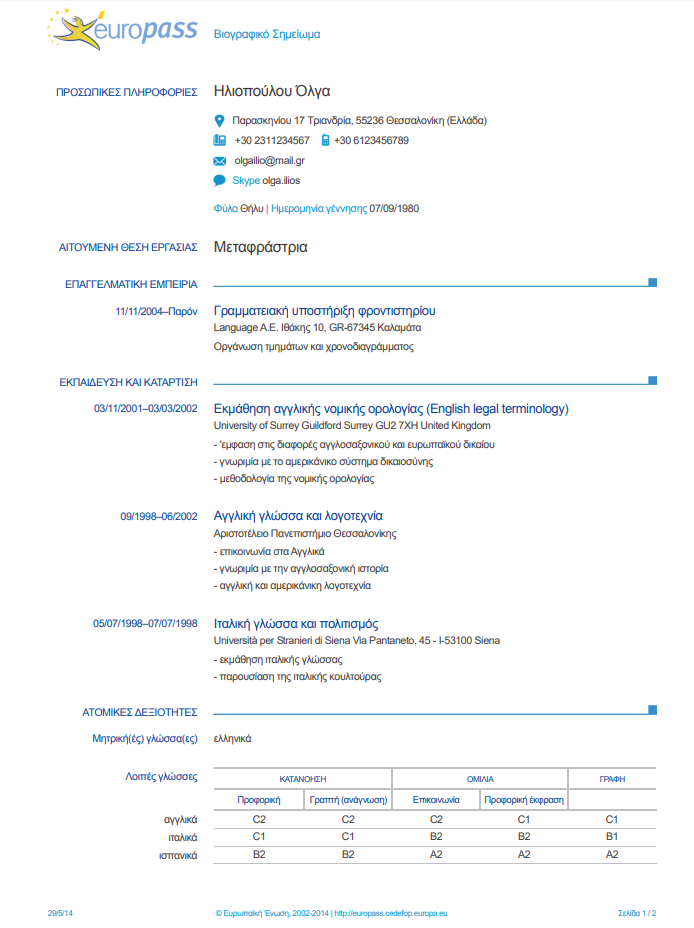 europass
Βιογραφικό Σημείωμα
ΠΡΟΣΩΠΙΚΕΣ ΠΛΗΡΟΦΟΡΙΕΣ Ηλιοπούλου Όλγα
Παρασκηνίου 17 Τριανδρία, 55236 Θεσσαλονίκη (Ελλάδα)
+30 2311234567 +30 6123456789
olgailio@mail.gr
Skype olga.ilios
Φύλο Θήλυ | Ημερομηνία γέννησης 07/09/1980
ΑΙΤΟΥΜΕΝΗ ΘΕΣΗ ΕΡΓΑΣΙΑΣ Μεταφράστρια
ΕΠΑΓΓΕΛΜΑΤΙΚΗ ΕΜΠΕΙΡΙΑ
11/11/2004–Παρόν Γραμματειακή υποστήριξη φροντιστηρίου
Language Α.Ε. Ιθάκης 10, GR-67345 Καλαμάτα
Οργάνωση τμημάτων και χρονοδιαγράμματος
ΕΚΠΑΙΔΕΥΣΗ ΚΑΙ ΚΑΤΑΡΤΙΣΗ
03/11/2001–03/03/2002 Εκμάθηση αγγλικής νομικής ορολογίας (English legal terminology)
University of Surrey Guildford Surrey GU2 7XH United Kingdom
- 'εμφαση στις διαφορές αγγλοσαξονικού και ευρωπαϊκού δικαίου
- γνωριμία με το αμερικάνικο σύστημα δικαιοσύνης
- μεθοδολογία της νομικής ορολογίας
09/1998–06/2002 Αγγλική γλώσσα και λογοτεχνία
Αριστοτέλειο Πανεπιστήμιο Θεσσαλονίκης
- επικοινωνία στα Αγγλικά
- γνωριμία με την αγγλοσαξονική ιστορία
- αγγλική και αμερικάνικη λογοτεχνία
05/07/1998–07/07/1998 Ιταλική γλώσσα και πολιτισμός
Università per Stranieri di Siena Via Pantaneto, 45 - I-53100 Siena
- εκμάθηση ιταλικής γλώσσας
- παρουσίαση της ιταλικής κουλτούρας
ΑΤΟΜΙΚΕΣ ΔΕΞΙΟΤΗΤΕΣ
Μητρική(ές) γλώσσα(ες) ελληνικά
Λοιπές γλώσσες ΚΑΤΑΝΟΗΣΗ ΟΜΙΛΙΑ ΓΡΑΦΗ
Προφορική Γραπτή (ανάγνωση) Επικοινωνία Προφορική έκφραση
αγγλικά C2 C2 C2 C1 C1
ιταλικά C1 C1 B2 B2 B1
ισπανικά B2 B2 A2 A2 A2
29/5/14 © Ευρωπαϊκή Ένωση, 2002-2014 | http://europass.cedefop.europa.eu Σελίδα 1 / 2